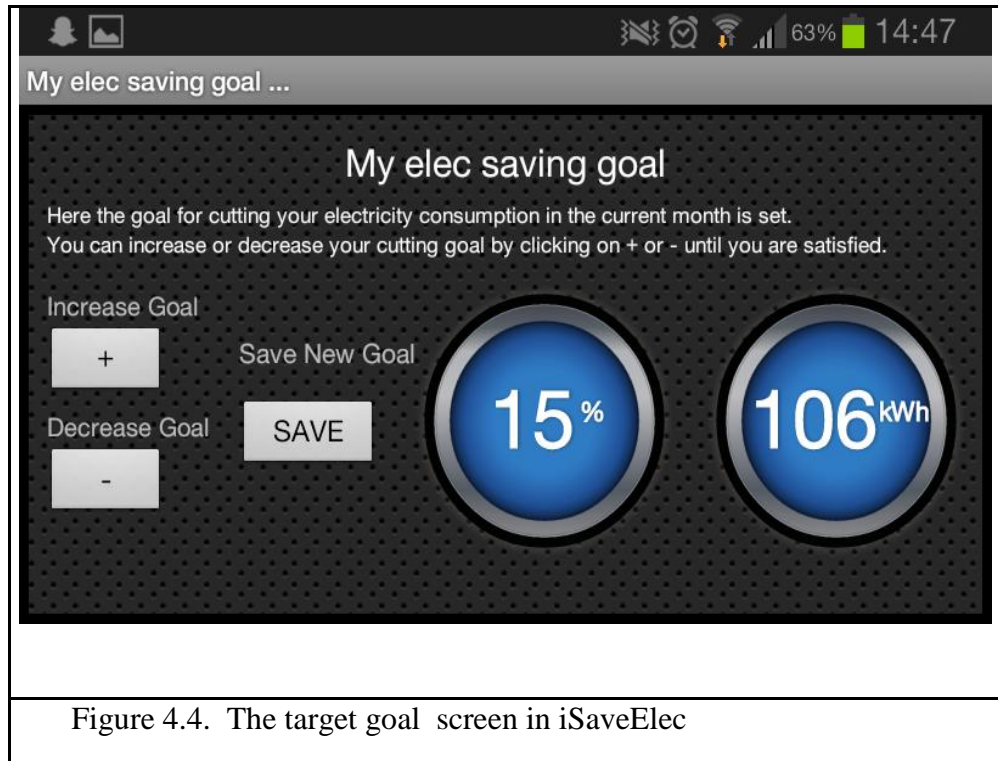 63% 14:47
My elec saving goal ...
My elec saving goal
Here the goal for cutting your electricity consumption in the current month is set.
You can increase or decrease your cutting goal by clicking on + or - until you are satisfied.
Increase Goal
+
Save New Goal
Decrease Goal
SAVE
-
15%
106kWh
Figure 4.4. The target goal screen in iSaveElec